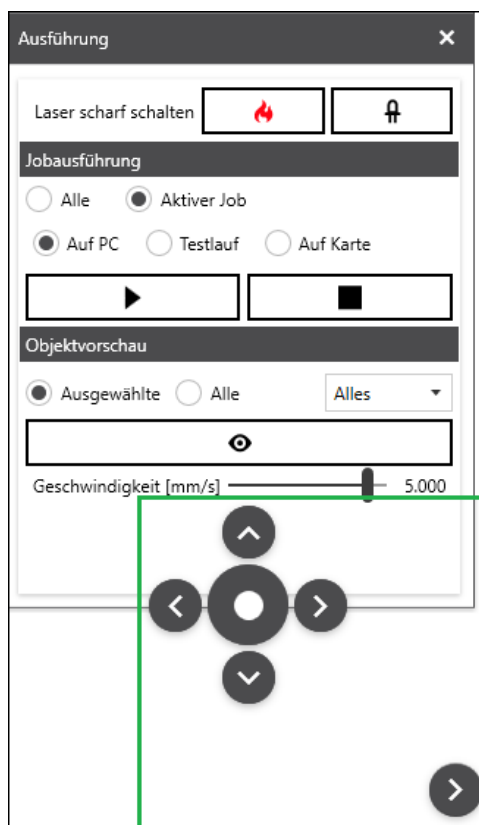 Ausführung
Laser scharf schalten
Jobausführung
Alle Aktiver Job
Auf PC Testlauf Auf Karte
Objektvorschau
Ausgewählte Alle Alles
Geschwindigkeit [mm/s] 5.000